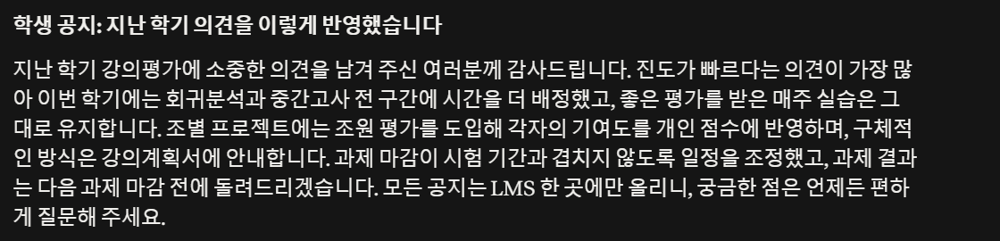 학생 공지: 지난 학기 의견을 이렇게 반영했습니다
지난 학기 강의평가에 소중한 의견을 남겨 주신 여러분께 감사드립니다. 진도가 빠르다는 의견이 가장 많
아 이번 학기에는 회귀분석과 중간고사 전 구간에 시간을 더 배정했고, 좋은 평가를 받은 매주 실습은 그
대로 유지합니다. 조별 프로젝트에는 조원 평가를 도입해 각자의 기여도를 개인 점수에 반영하며, 구체적
인 방식은 강의계획서에 안내합니다. 과제 마감이 시험 기간과 겹치지 않도록 일정을 조정했고, 과제 결과
는 다음 과제 마감 전에 돌려드리겠습니다. 모든 공지는 LMS 한 곳에만 올리니, 궁금한 점은 언제든 편하
게 질문해 주세요.